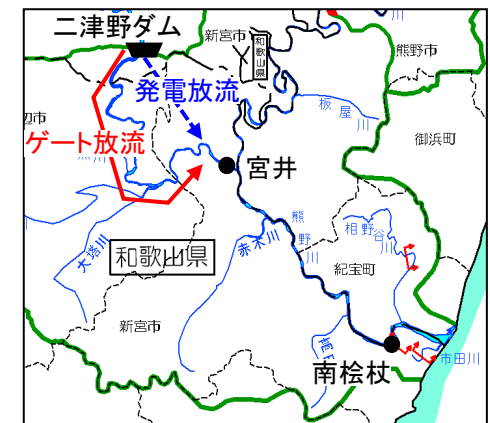 二津野ダム
新宮市
和歌山県
熊野市
発電放流
板屋川
辺市
御浜町
ゲート放流
宮井
熊野川
相野谷川
大塔川
赤木川
和歌山県
紀宝町
新宮市
市田川
南桧杖